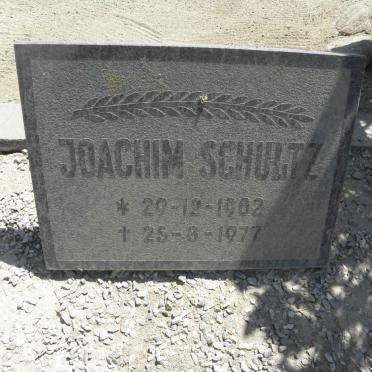 JOACHIM SCHULTZ
* 29-12-1902
† 25-8-1977